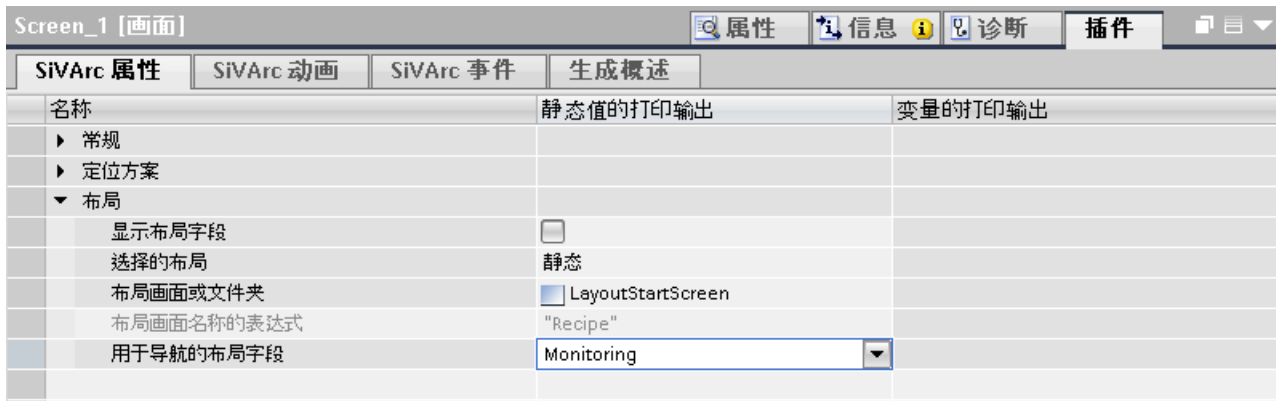 Screen_1 [画面] 属性 信息 诊断 插件
SiVArc 属性 SiVArc 动画 SiVArc 事件 生成概述
名称 静态值的打印输出 变量的打印输出
常规
定位方案
布局
显示布局字段
选择的布局 静态
布局画面或文件夹 LayoutStartScreen
布局画面名称的表达式 "Recipe"
用于导航的布局字段 Monitoring